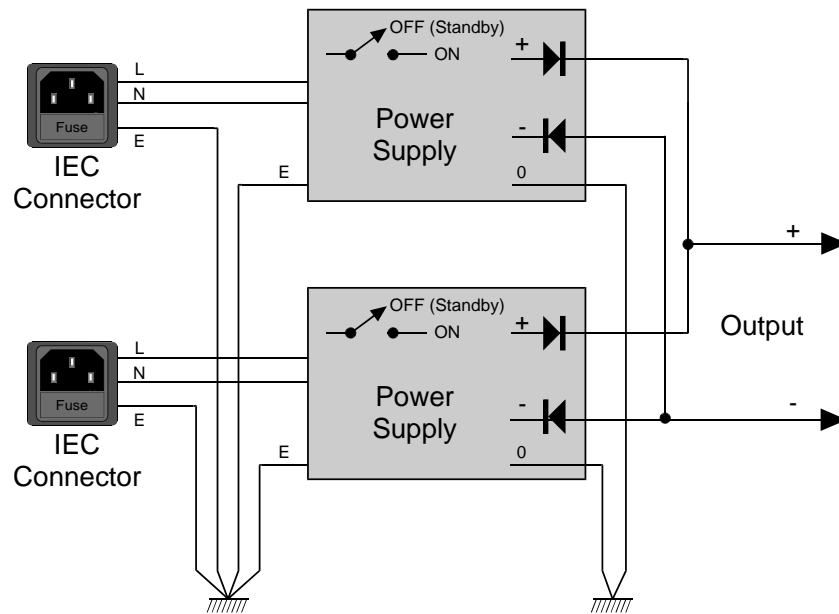 OFF (Standby)
ON
+
-
0
Power
Supply
L
N
E
Fuse
IEC
Connector
E
+
Output
-
OFF (Standby)
ON
+
-
0
Power
Supply
L
N
E
Fuse
IEC
Connector
E